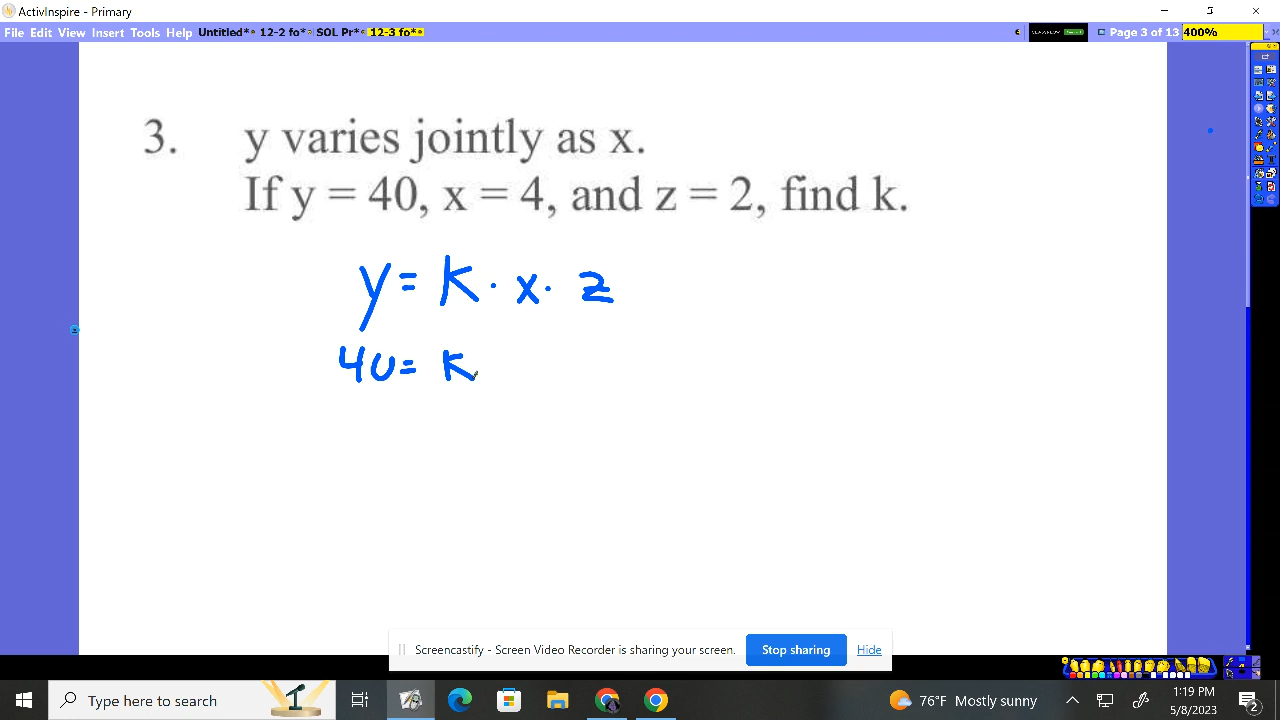 ActivInspire - Primary
File Edit View Insert Tools Help Untitled* 12-2 fo* SOL Pr* 12-3 fo* Page 3 of 13 400%
3. y varies jointly as x.
If y = 40, x = 4, and z = 2, find k.
y = K · x · z
40 = K
Screencastify - Screen Video Recorder is sharing your screen. Stop sharing Hide
Type here to search
76°F Mostly sunny
1:19 PM
5/8/2023
2